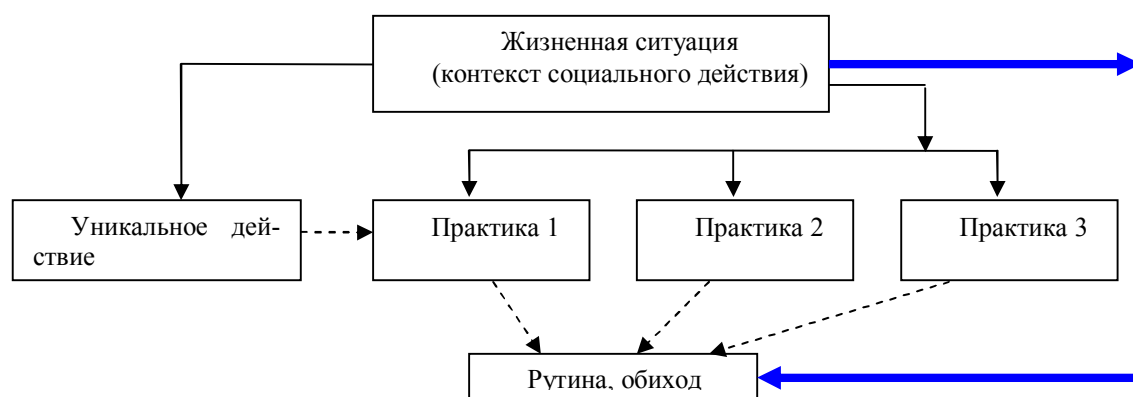 Жизненная ситуация
(контекст социального действия)
Уникальное дей-
ствие
Практика 1
Практика 2
Практика 3
Рутина, обиход